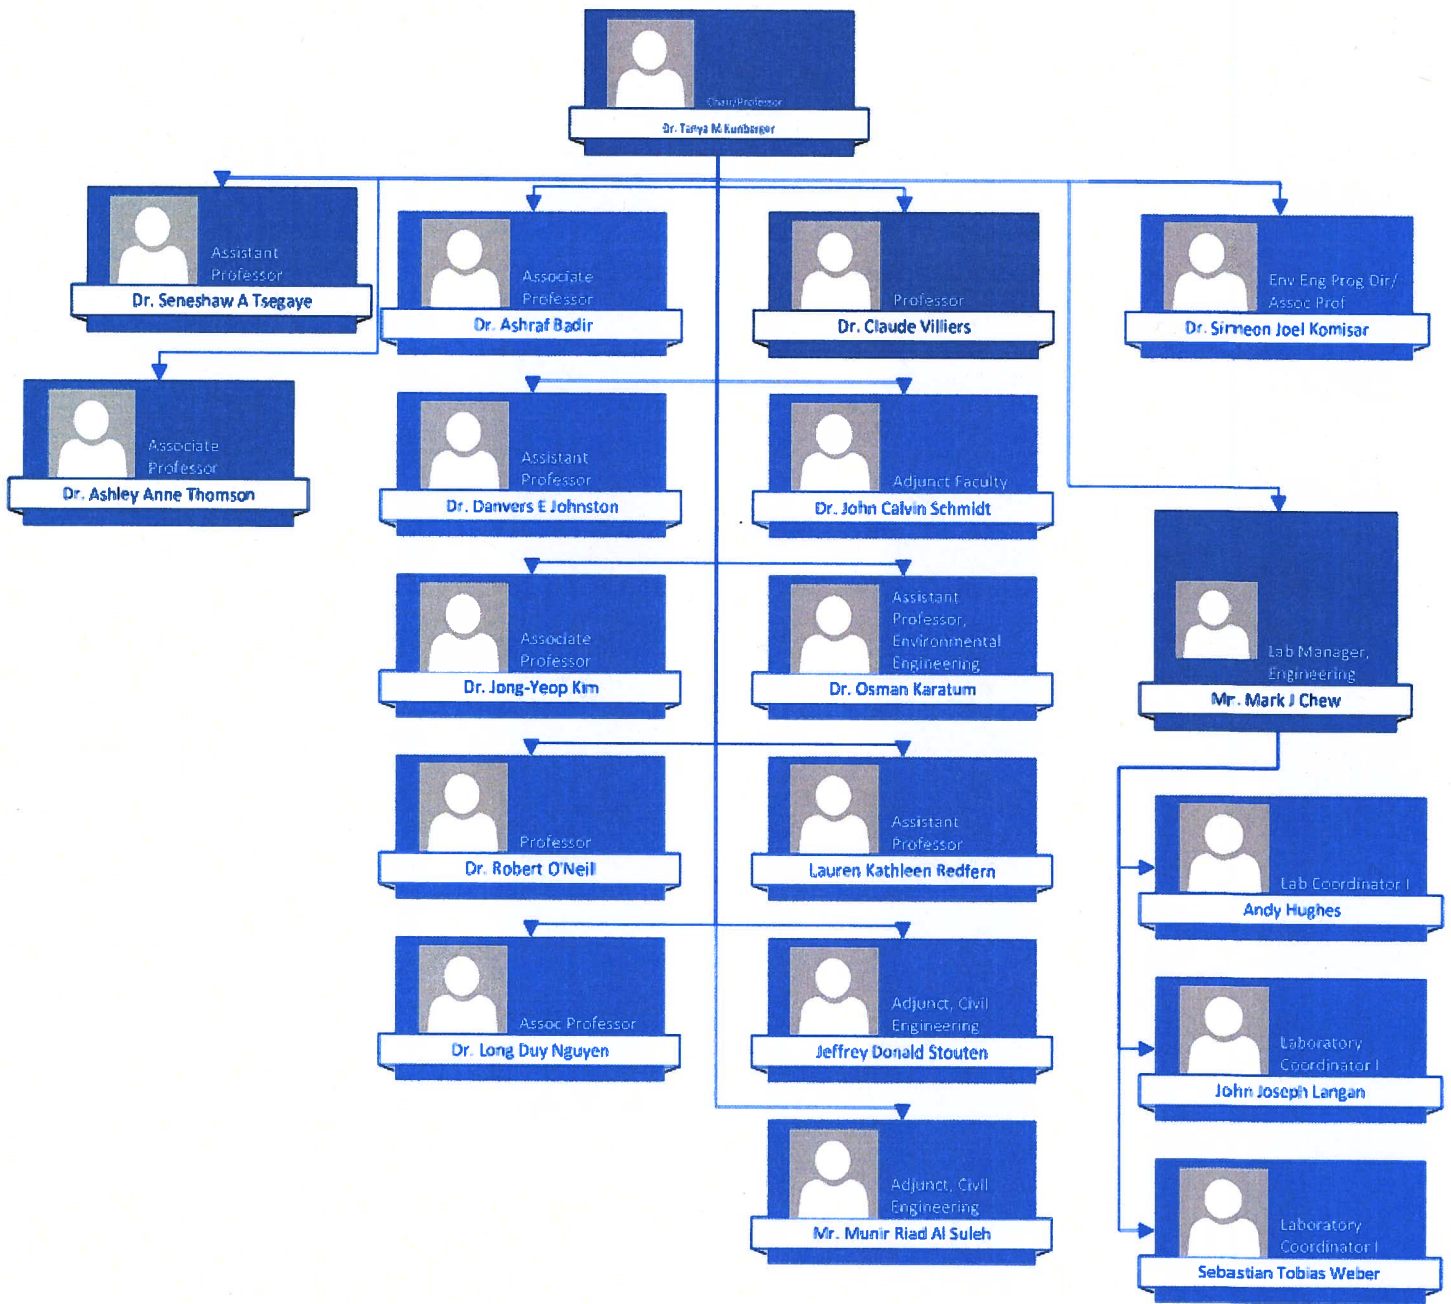 Chair/Professor
Dr. Tanya M Kunberger
Assistant
Professor
Dr. Seneshaw A Tsegaye
Associate
Professor
Dr. Ashraf Badir
Professor
Dr. Claude Villiers
Env Eng Prog Dir/
Assoc Prof
Dr. Simeon Joel Komisar
Associate
Professor
Dr. Ashley Anne Thomson
Assistant
Professor
Dr. Danvers E Johnston
Adjunct Faculty
Dr. John Calvin Schmidt
Associate
Professor
Dr. Jong-Yeop Kim
Assistant
Professor,
Environmental
Engineering
Dr. Osman Karatum
Lab Manager,
Engineering
Mr. Mark J Chew
Professor
Dr. Robert O'Neil
Assistant
Professor
Lauren Kathleen Redfern
Lab Coordinator I
Andy Hughes
Assoc Professor
Dr. Long Duy Nguyen
Adjunct, Civil
Engineering
Jeffrey Donald Stouten
Laboratory
Coordinator I
John Joseph Langan
Adjunct, Civil
Engineering
Mr. Munir Riad Al Suleh
Laboratory
Coordinator I
Sebastian Tobias Weber